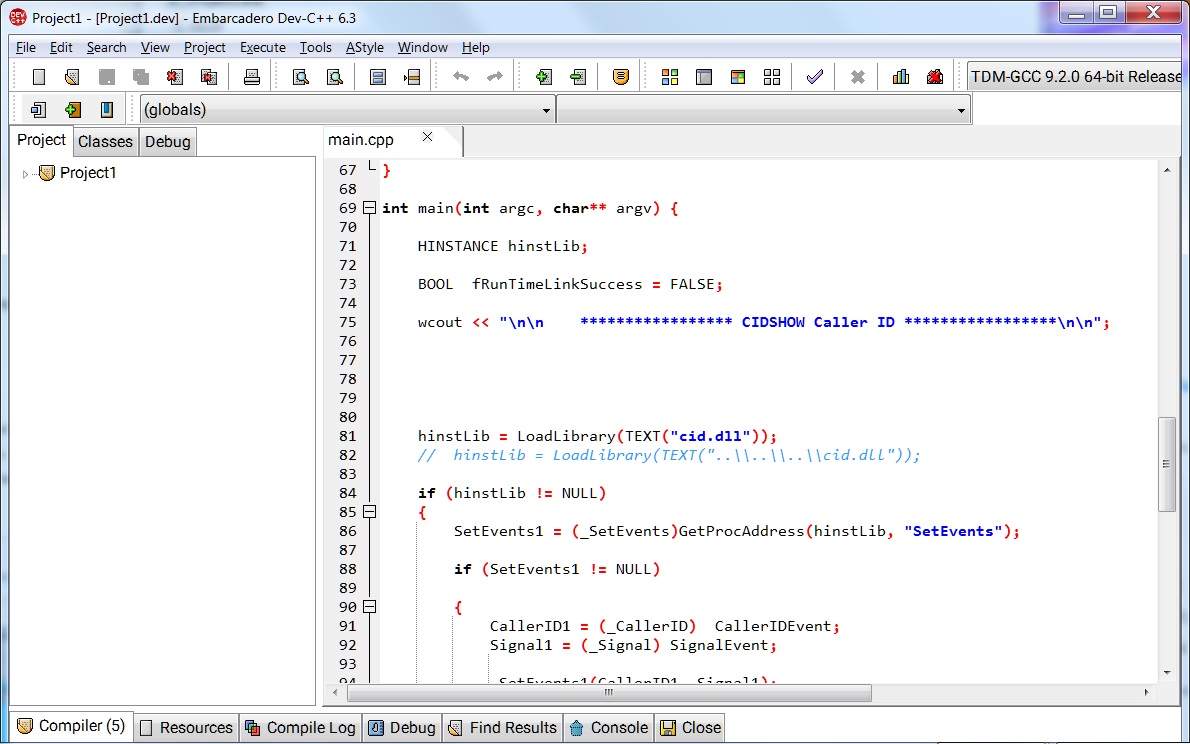 Project1 - [Project1.dev] - Embarcadero Dev-C++ 6.3
File Edit Search View Project Execute Tools AStyle Window Help
TDM-GCC 9.2.0 64-bit Release
(globals)
Project Classes Debug
main.cpp
Project1
67 }
68
69 int main(int argc, char** argv) {
70
71 HINSTANCE hinstLib;
72
73 BOOL  fRunTimeLinkSuccess = FALSE;
74
75 wcout << "\n\n    ***************** CIDSHOW Caller ID *****************\n\n";
76
77
78
79
80
81 hinstLib = LoadLibrary(TEXT("cid.dll"));
82 //  hinstLib = LoadLibrary(TEXT("..\\..\\..\\cid.dll"));
83
84 if (hinstLib != NULL)
85 {
86 SetEvents1 = (_SetEvents)GetProcAddress(hinstLib, "SetEvents");
87
88 if (SetEvents1 != NULL)
89
90 {
91 CallerID1 = (_CallerID)  CallerIDEvent;
92 Signal1 = (_Signal) SignalEvent;
93
94 SetEvents1(CallerID1, Signal1);
Compiler (5) Resources Compile Log Debug Find Results Console Close